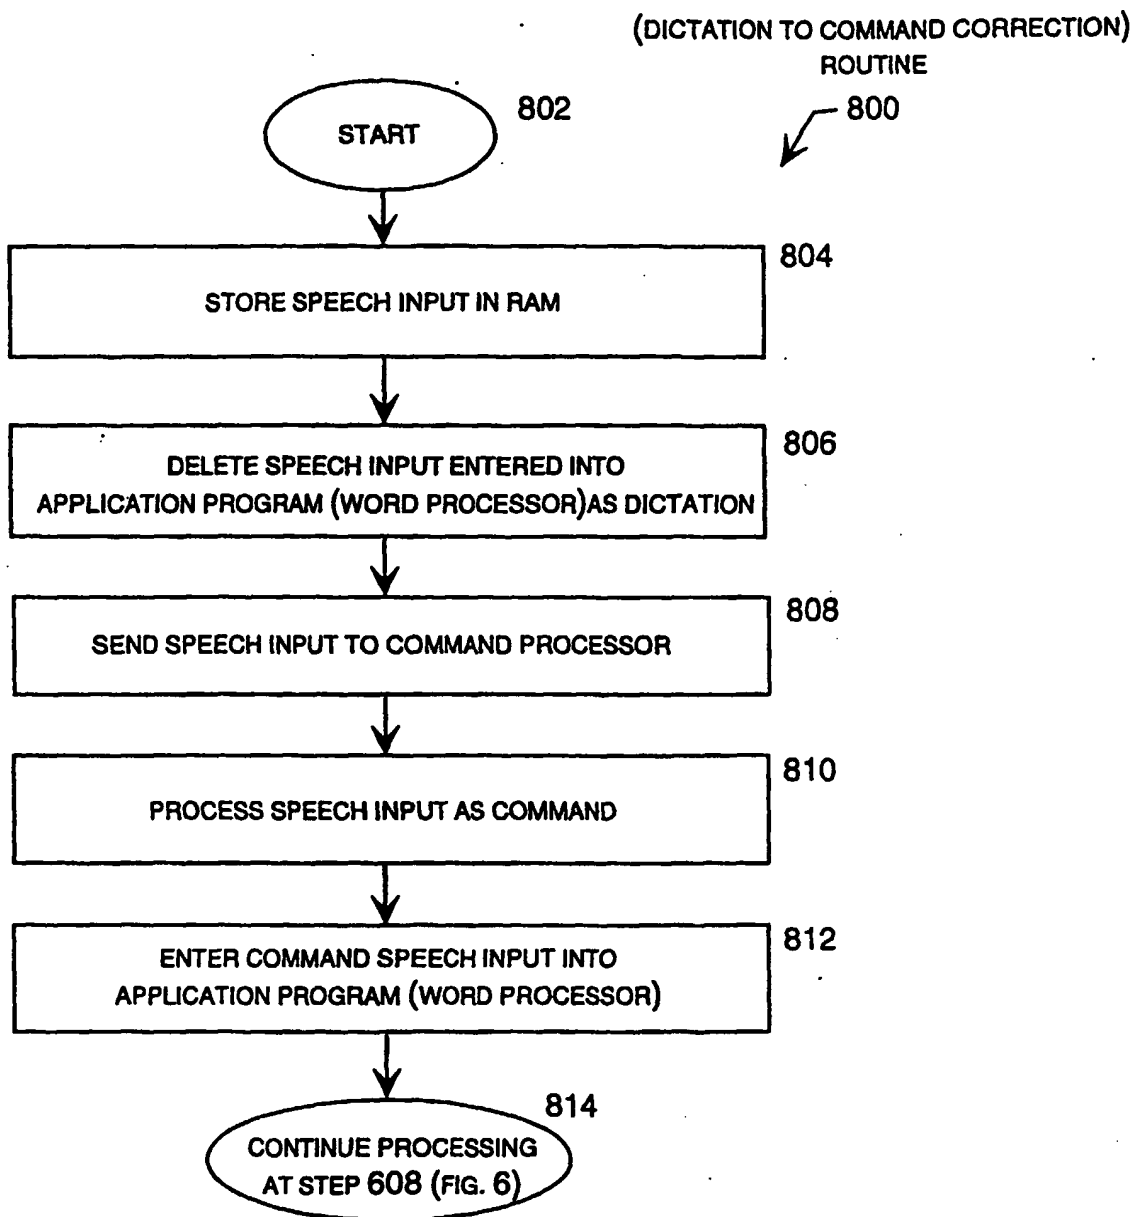 (DICTATION TO COMMAND CORRECTION)
ROUTINE
800
802
START
804
STORE SPEECH INPUT IN RAM
806
DELETE SPEECH INPUT ENTERED INTO
APPLICATION PROGRAM (WORD PROCESSOR)AS DICTATION
808
SEND SPEECH INPUT TO COMMAND PROCESSOR
810
PROCESS SPEECH INPUT AS COMMAND
812
ENTER COMMAND SPEECH INPUT INTO
APPLICATION PROGRAM (WORD PROCESSOR)
814
CONTINUE PROCESSING
AT STEP 608 (FIG. 6)